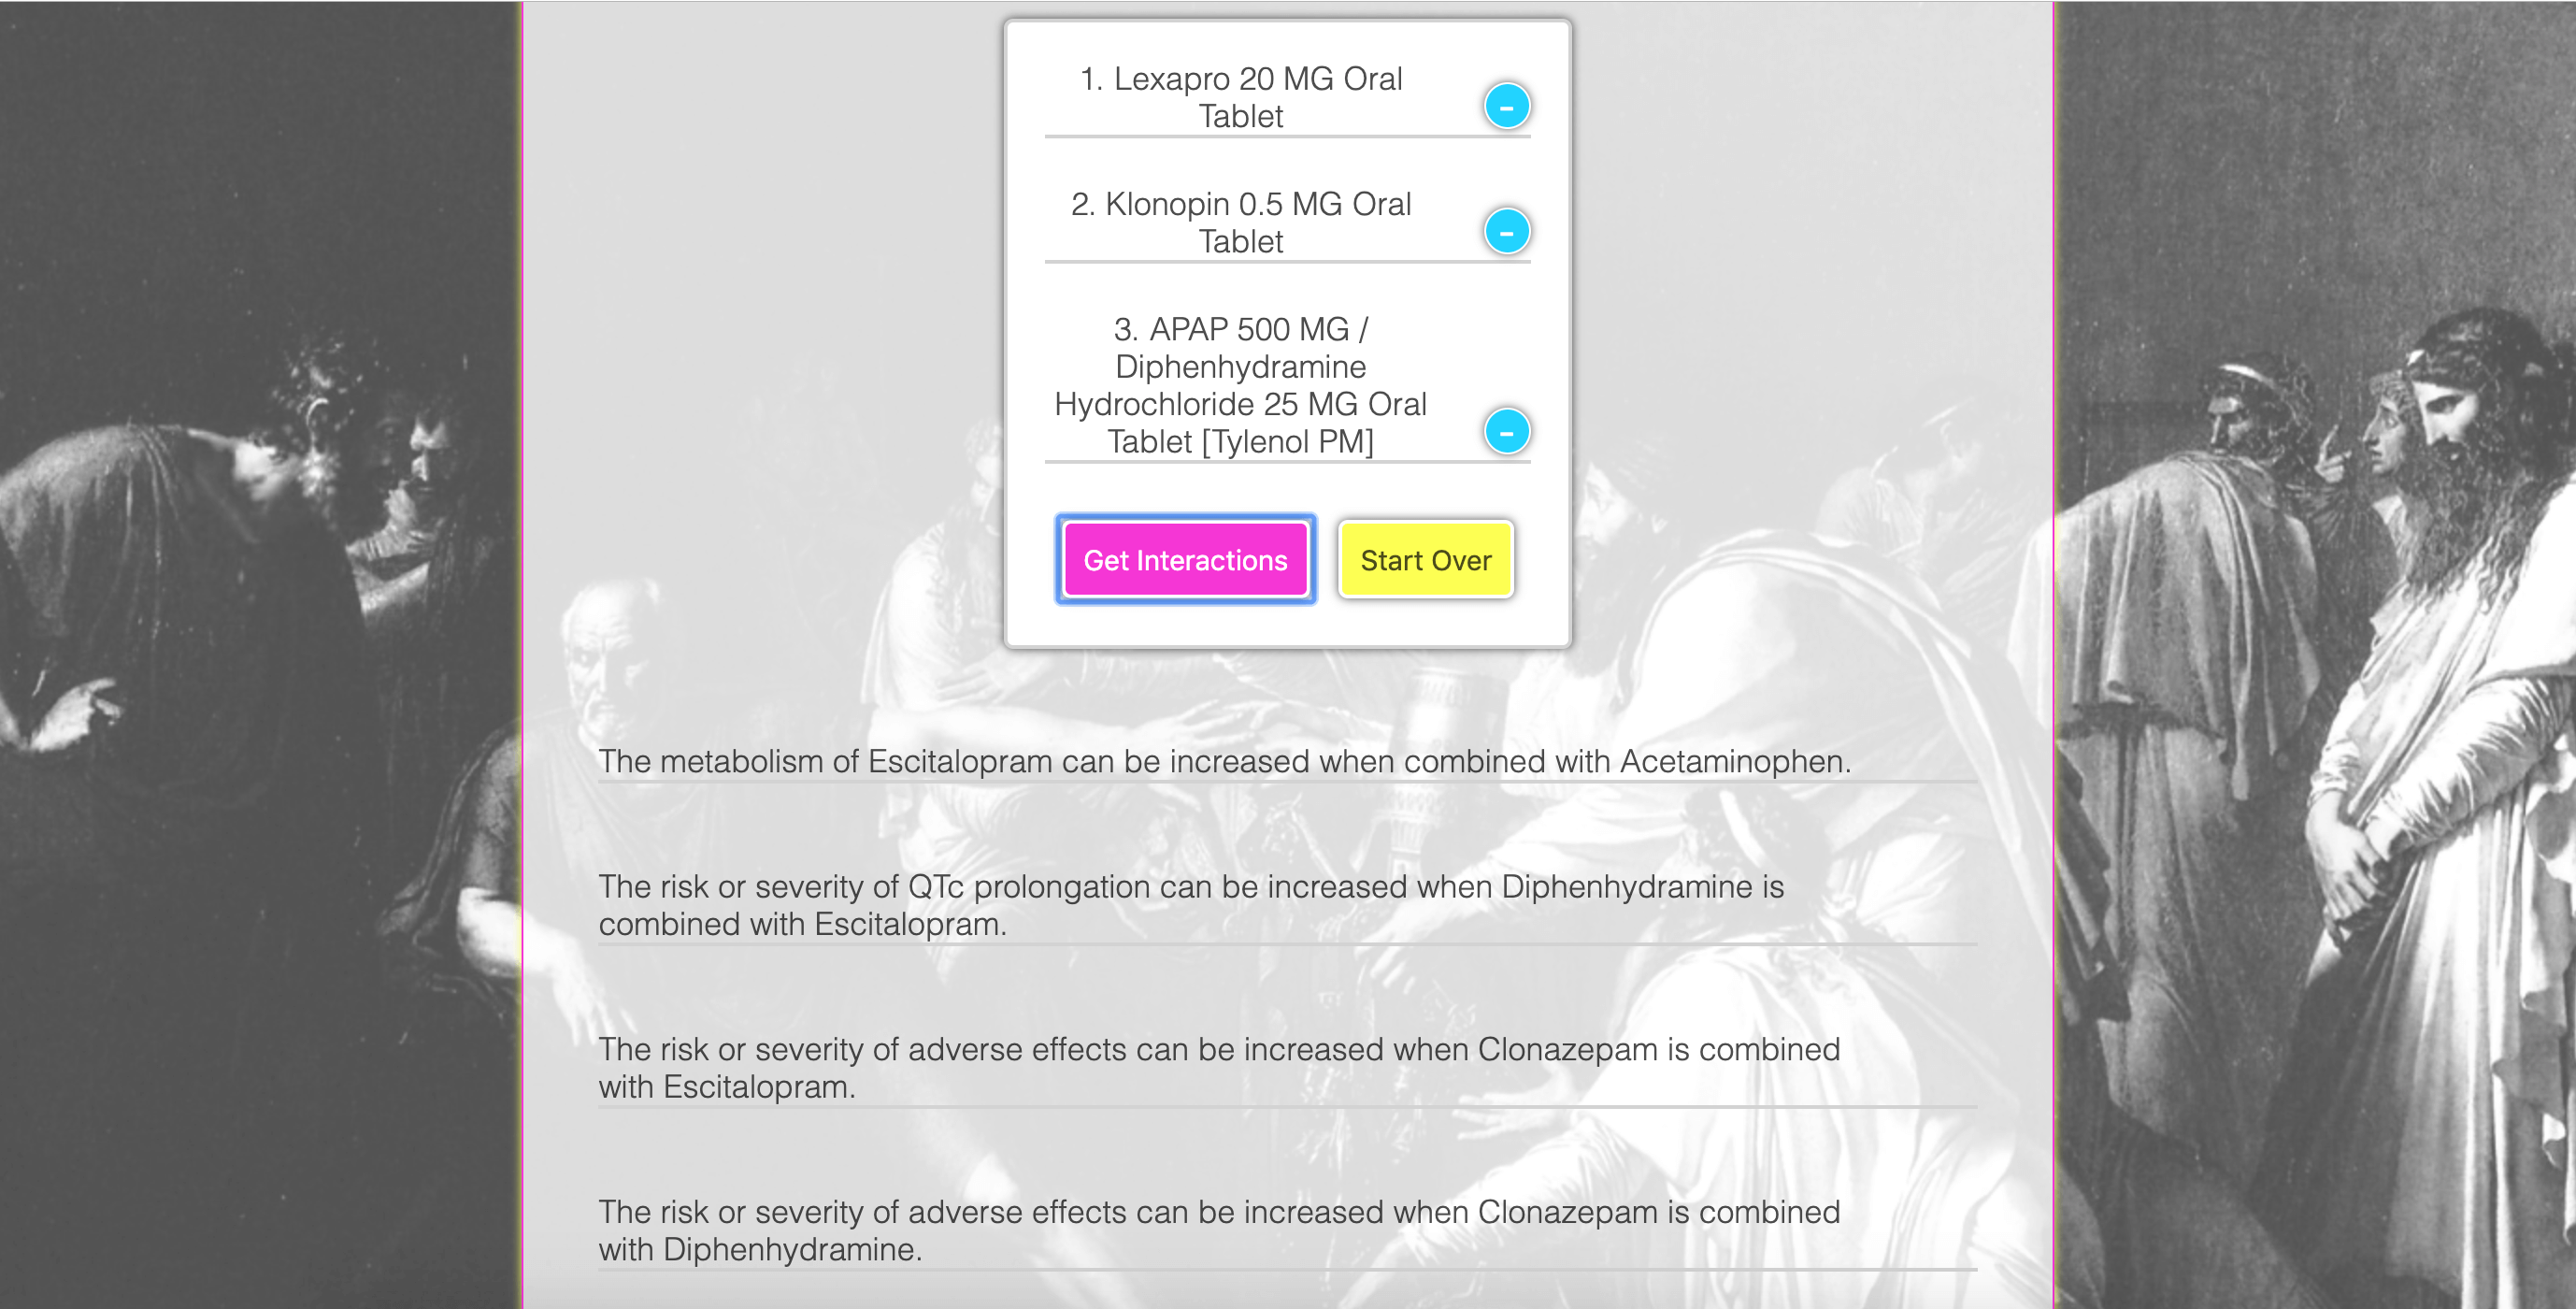 1. Lexapro 20 MG Oral
Tablet
-
2. Klonopin 0.5 MG Oral
Tablet
-
3. APAP 500 MG /
Diphenhydramine
Hydrochloride 25 MG Oral
Tablet [Tylenol PM]
-
Get Interactions
Start Over
The metabolism of Escitalopram can be increased when combined with Acetaminophen.
The risk or severity of QTc prolongation can be increased when Diphenhydramine is
combined with Escitalopram.
The risk or severity of adverse effects can be increased when Clonazepam is combined
with Escitalopram.
The risk or severity of adverse effects can be increased when Clonazepam is combined
with Diphenhydramine.